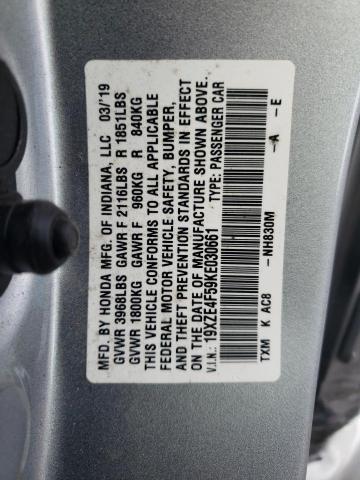 MFD. BY HONDA MFG. OF INDIANA, LLC 03/'19
GVWR 3968LBS GAWR F 2116LBS R 1851LBS
GVWR 1800KG GAWR F 960KG R 840KG
THIS VEHICLE CONFORMS TO ALL APPLICABLE
FEDERAL MOTOR VEHICLE SAFETY, BUMPER,
AND THEFT PREVENTION STANDARDS IN EFFECT
ON THE DATE OF MANUFACTURE SHOWN ABOVE.
V.I.N.: 19XZE4F59KE030661 TYPE: PASSENGER CAR
-NH830M -A -E
TXM K AC8